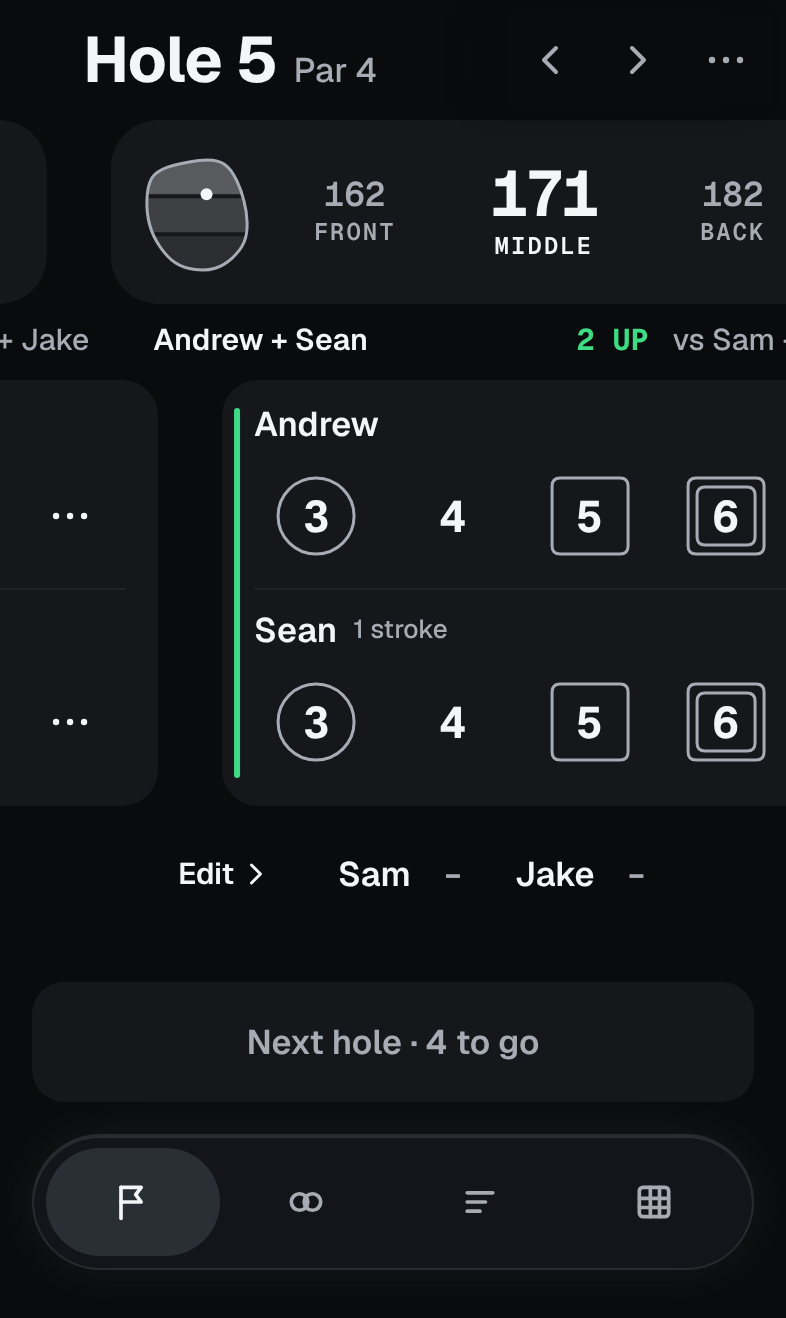 Hole 5 Par 4
162 171 182
FRONT MIDDLE BACK
+ Jake Andrew + Sean 2 UP vs Sam
Andrew
3 4 5 6
Sean 1 stroke
3 4 5 6
Edit Sam - Jake -
Next hole · 4 to go